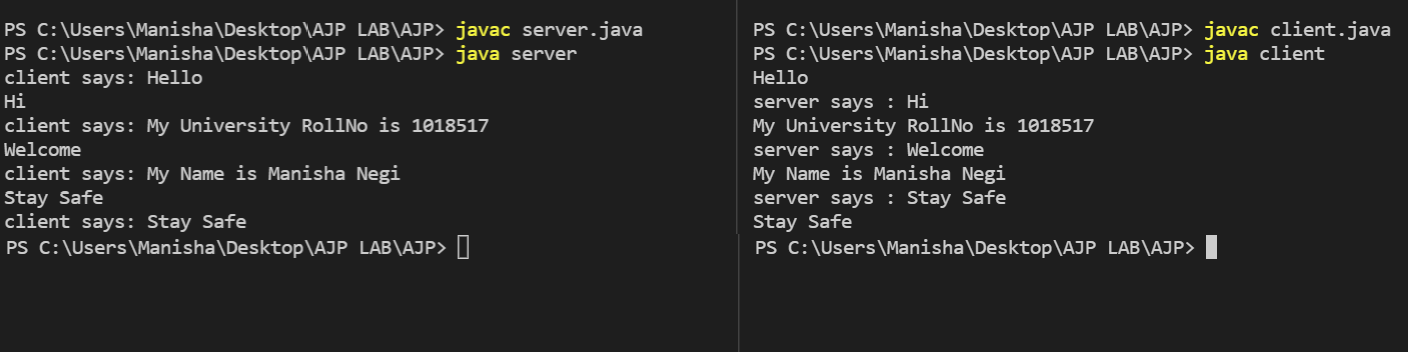 PS C:\Users\Manisha\Desktop\AJP LAB\AJP> javac server.java
PS C:\Users\Manisha\Desktop\AJP LAB\AJP> java server
client says: Hello
Hi
client says: My University RollNo is 1018517
Welcome
client says: My Name is Manisha Negi
Stay Safe
client says: Stay Safe
PS C:\Users\Manisha\Desktop\AJP LAB\AJP>
PS C:\Users\Manisha\Desktop\AJP LAB\AJP> javac client.java
PS C:\Users\Manisha\Desktop\AJP LAB\AJP> java client
Hello
server says : Hi
My University RollNo is 1018517
server says : Welcome
My Name is Manisha Negi
server says : Stay Safe
Stay Safe
PS C:\Users\Manisha\Desktop\AJP LAB\AJP>